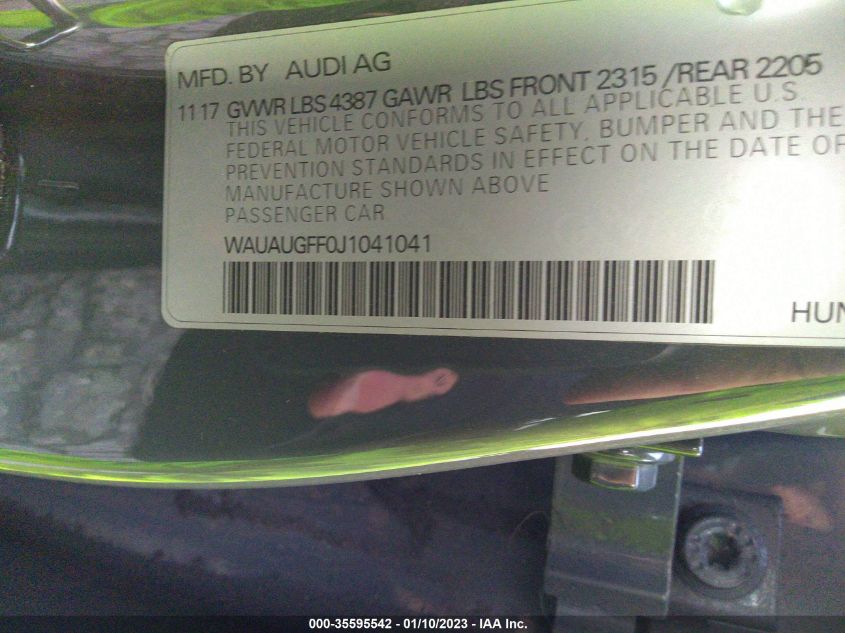 MFD. BY AUDI AG
11 17 GVWR LBS 4387 GAWR LBS FRONT 2315 / REAR 2205
THIS VEHICLE CONFORMS TO ALL APPLICABLE U.S.
FEDERAL MOTOR VEHICLE SAFETY, BUMPER AND THE
PREVENTION STANDARDS IN EFFECT ON THE DATE OF
MANUFACTURE SHOWN ABOVE
PASSENGER CAR
WAUAUGFF0J1041041
HUN
000-35595542 — 01/10/2023 — IAA Inc.